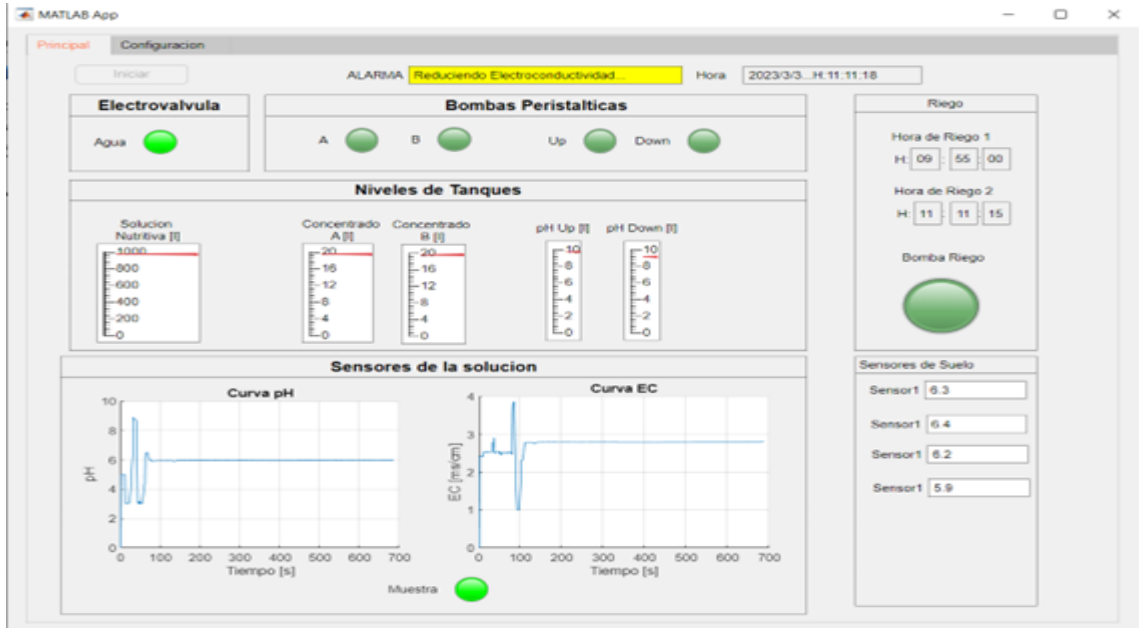 MATLAB App
Principal Configuracion
Iniciar ALARMA Reduciendo Electroconductividad... Hora 2023/3/3...H:11:11:18
Electrovalvula
Agua
Bombas Peristalticas
A B Up Down
Riego
Hora de Riego 1
H: 09 : 55 : 00
Hora de Riego 2
H: 11 : 11 : 15
Bomba Riego
Niveles de Tanques
Solucion
Nutritiva [l]
1000
800
600
400
200
0
Concentrado
A [l]
20
16
12
8
4
0
Concentrado
B [l]
20
16
12
8
4
0
pH Up [l]
10
8
6
4
2
0
pH Down [l]
10
8
6
4
2
0
Sensores de la solucion
Curva pH
pH
10
8
6
4
2
0
0 100 200 300 400 500 600 700
Tiempo [s]
Curva EC
EC [ms/cm]
4
3
2
1
0
0 100 200 300 400 500 600 700
Tiempo [s]
Muestra
Sensores de Suelo
Sensor1 6.3
Sensor1 6.4
Sensor1 6.2
Sensor1 5.9